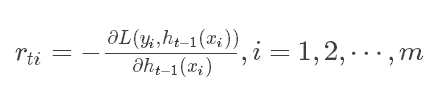 $r_{ti} = -\frac{\partial L(y_i, h_{t-1}(x_i))}{\partial h_{t-1}(x_i)}, i = 1, 2, \cdots, m$